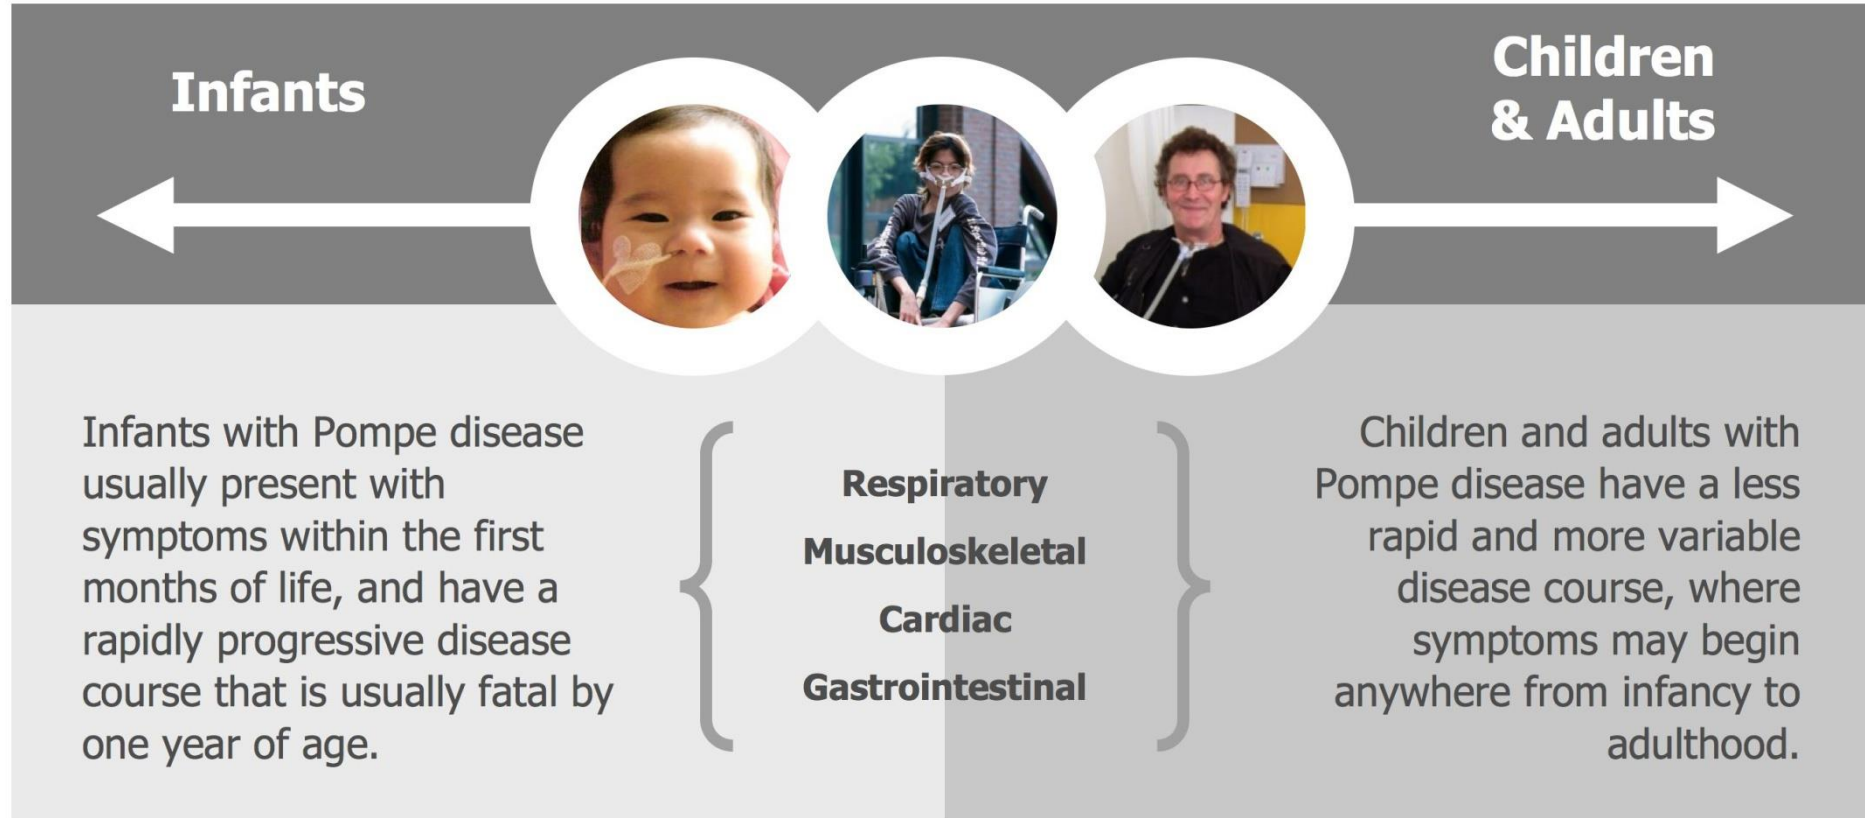 Infants
Children
& Adults
Infants with Pompe disease
usually present with
symptoms within the first
months of life, and have a
rapidly progressive disease
course that is usually fatal by
one year of age.
Respiratory
Musculoskeletal
Cardiac
Gastrointestinal
Children and adults with
Pompe disease have a less
rapid and more variable
disease course, where
symptoms may begin
anywhere from infancy to
adulthood.